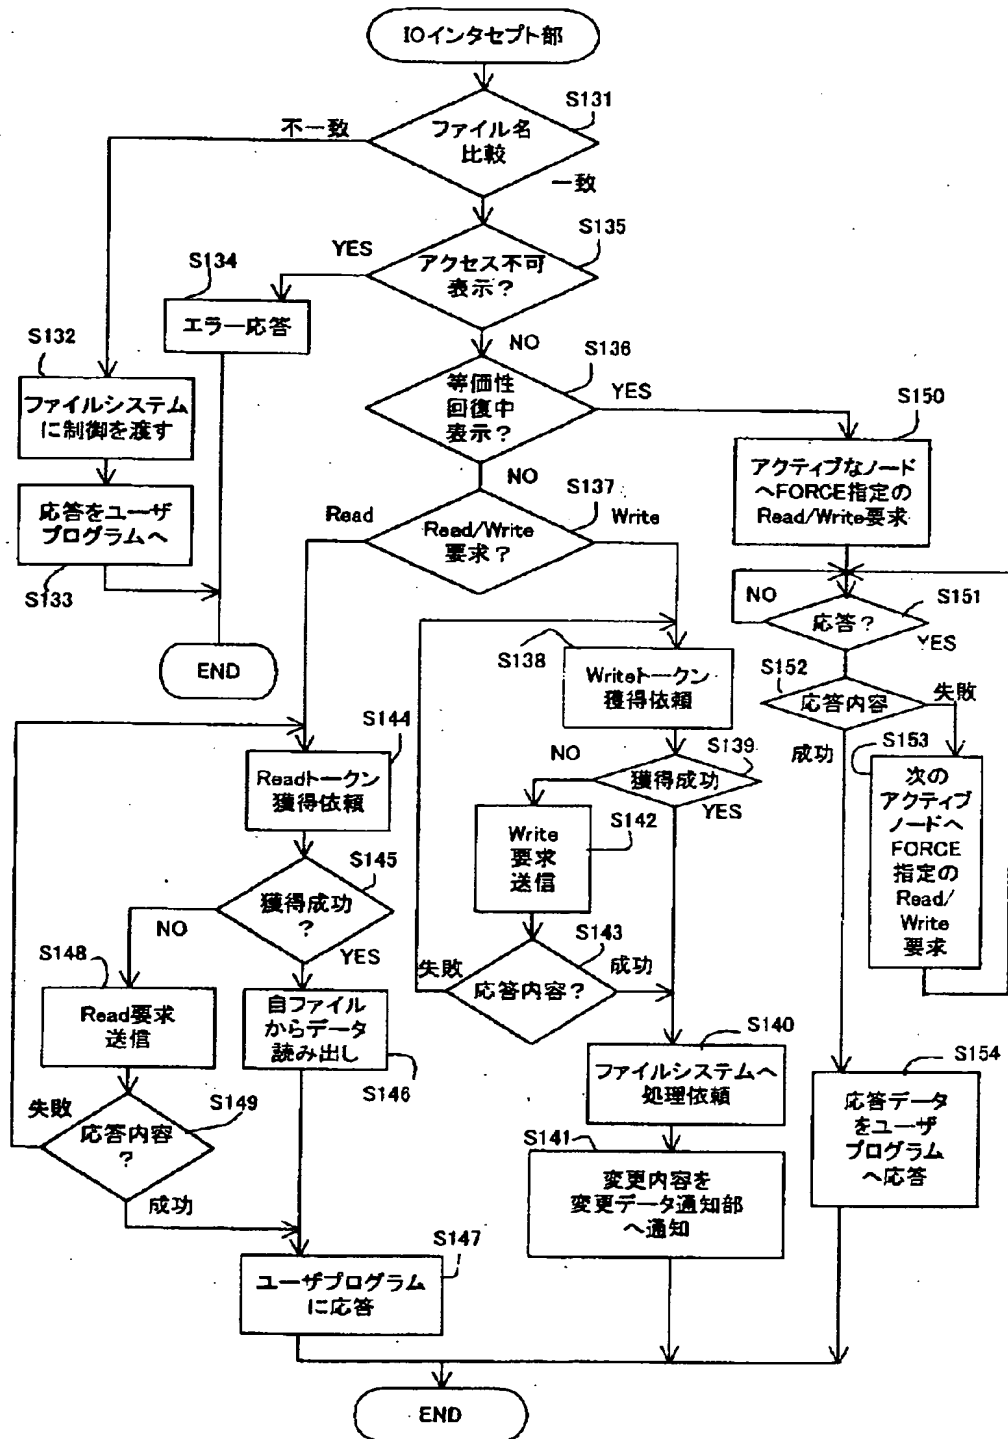 IOインタセプト部
S131
不一致
ファイル名
比較
一致
S135
YES
S134
アクセス不可
表示？
エラー応答
S132
NO
S136
ファイルシステム
に制御を渡す
等価性
回復中
表示？
YES
S150
アクティブなノード
へFORCE指定の
Read/Write要求
NO
S137
応答をユーザ
プログラムへ
Read
Read/Write
要求？
Write
S133
NO
S151
応答？
YES
END
S138
Writeトークン
獲得依頼
S152
応答内容
失敗
S144
Readトークン
獲得依頼
NO
S139
獲得成功
YES
成功
S153
次の
アクティブ
ノードへ
FORCE
指定の
Read/
Write
要求
S142
Write
要求
送信
S145
獲得成功
？
NO
YES
S143
失敗
応答内容？
成功
S148
Read要求
送信
自ファイル
からデータ
読み出し
S146
S140
ファイルシステムへ
処理依頼
S154
応答データ
をユーザ
プログラム
へ応答
失敗
S149
応答内容
？
成功
S141
変更内容を
変更データ通知部
へ通知
S147
ユーザプログラム
に応答
END